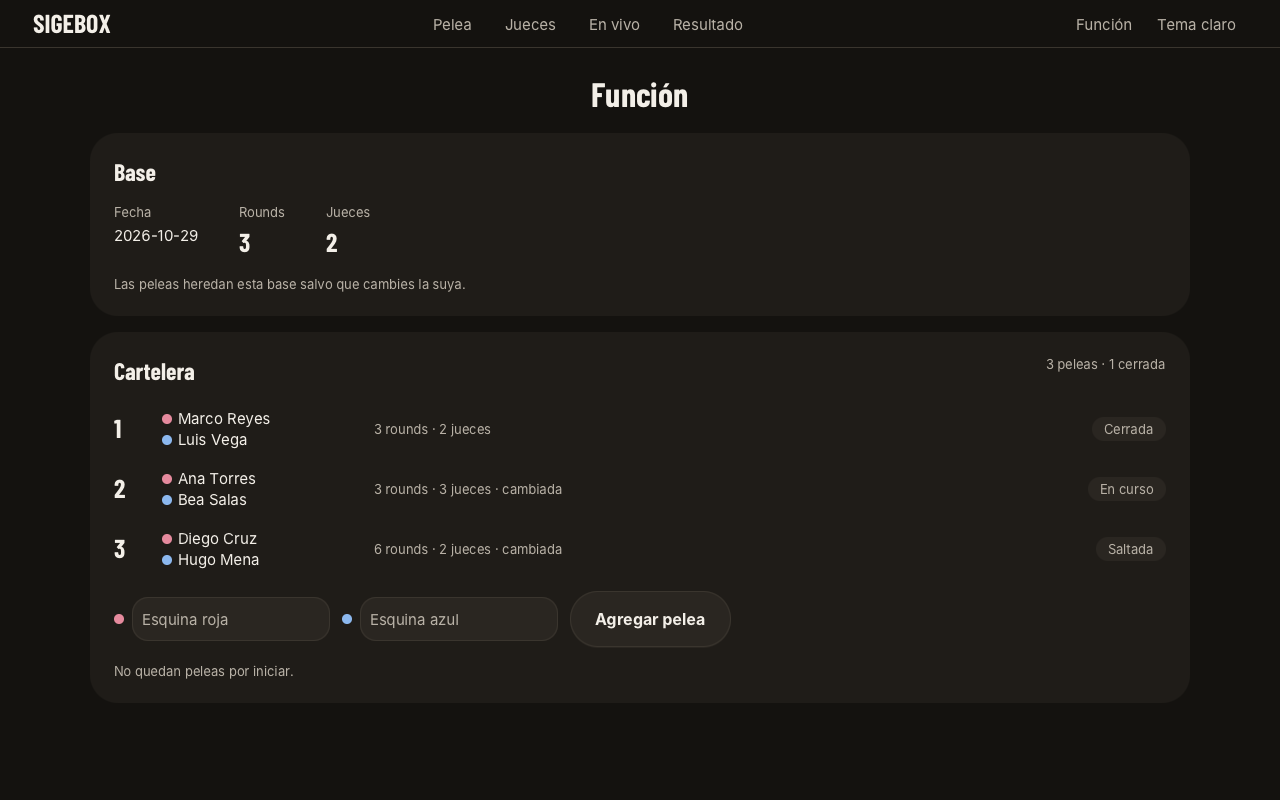 SIGEBOX
Pelea Jueces En vivo Resultado
Función Tema claro
Función
Base
Fecha Rounds Jueces
2026-10-29 3 2
Las peleas heredan esta base salvo que cambies la suya.
Cartelera
3 peleas · 1 cerrada
1
Marco Reyes
Luis Vega
3 rounds · 2 jueces
Cerrada
2
Ana Torres
Bea Salas
3 rounds · 3 jueces · cambiada
En curso
3
Diego Cruz
Hugo Mena
6 rounds · 2 jueces · cambiada
Saltada
Esquina roja Esquina azul Agregar pelea
No quedan peleas por iniciar.